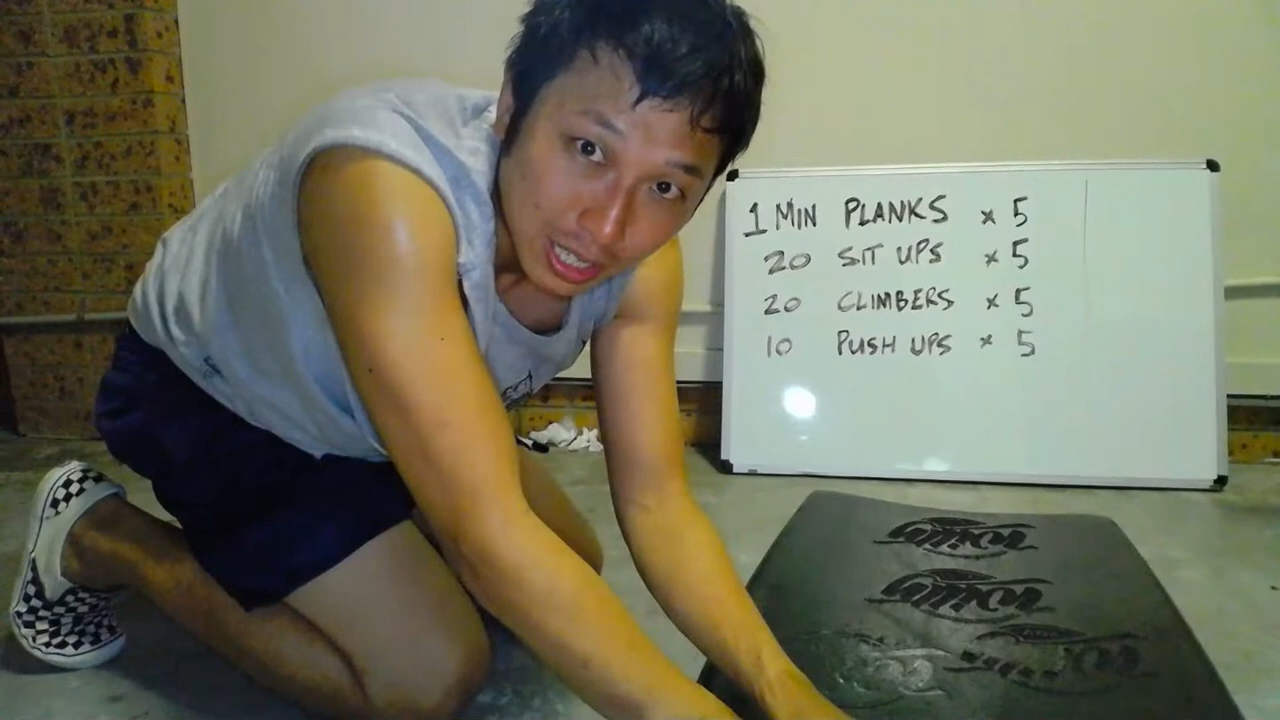 1 MIN PLANKS × 5
20 SIT UPS × 5
20 CLIMBERS × 5
10 PUSH UPS × 5